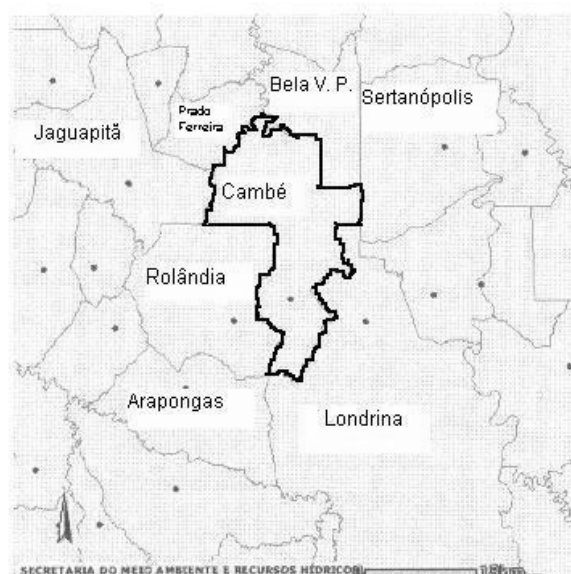 Bela V. P.
Sertanópolis
Prado
Ferreira
Jaguapitã
Cambé
Rolândia
Arapongas
Londrina
SECRETARIA DO MEIO AMBIENTE E RECURSOS HÍDRICOS